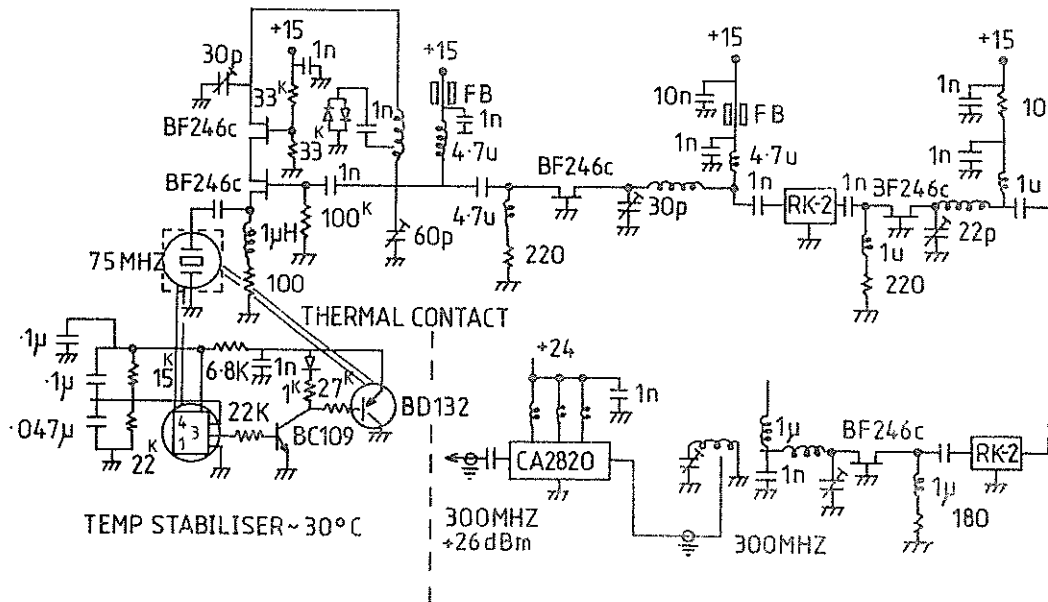 +15
1n
30p
33K
BF246c
33K
1n
+15
FB
1n
4·7u
BF246c
1n
100K
60p
4·7u
220
BF246c
30p
+15
10n
FB
1n
4·7u
1n
RK-2
1n
BF246c
1u
220
22p
+15
1n
10
1n
1u
75MHZ
1µH
100
THERMAL CONTACT
·1µ
·1µ
·047µ
15K
22K
6·8K
1n
1K
27K
BD132
22K
BC109
4
3
1
TEMP STABILISER ~ 30°C
+24
1n
CA2820
300MHZ
+26dBm
300MHZ
1µ
1n
BF246c
1µ
180
RK-2